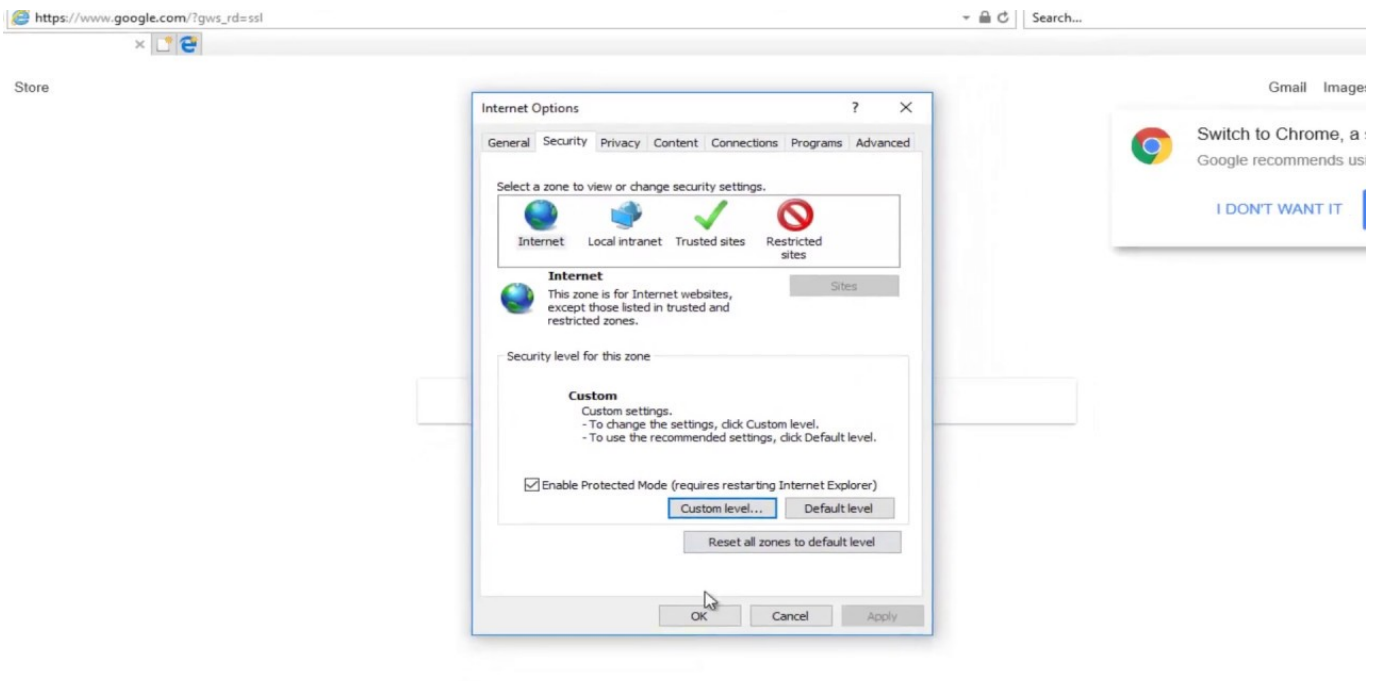 https://www.google.com/?gws_rd=ssl
Search...
Store
Gmail Images
Internet Options ?
General Security Privacy Content Connections Programs Advanced
Select a zone to view or change security settings.
Internet Local intranet Trusted sites Restricted
sites
Internet
This zone is for Internet websites,
except those listed in trusted and
restricted zones.
Sites
Security level for this zone
Custom
Custom settings.
- To change the settings, click Custom level.
- To use the recommended settings, click Default level.
Enable Protected Mode (requires restarting Internet Explorer)
Custom level... Default level
Reset all zones to default level
OK Cancel Apply
Switch to Chrome, a
Google recommends
I DON'T WANT IT